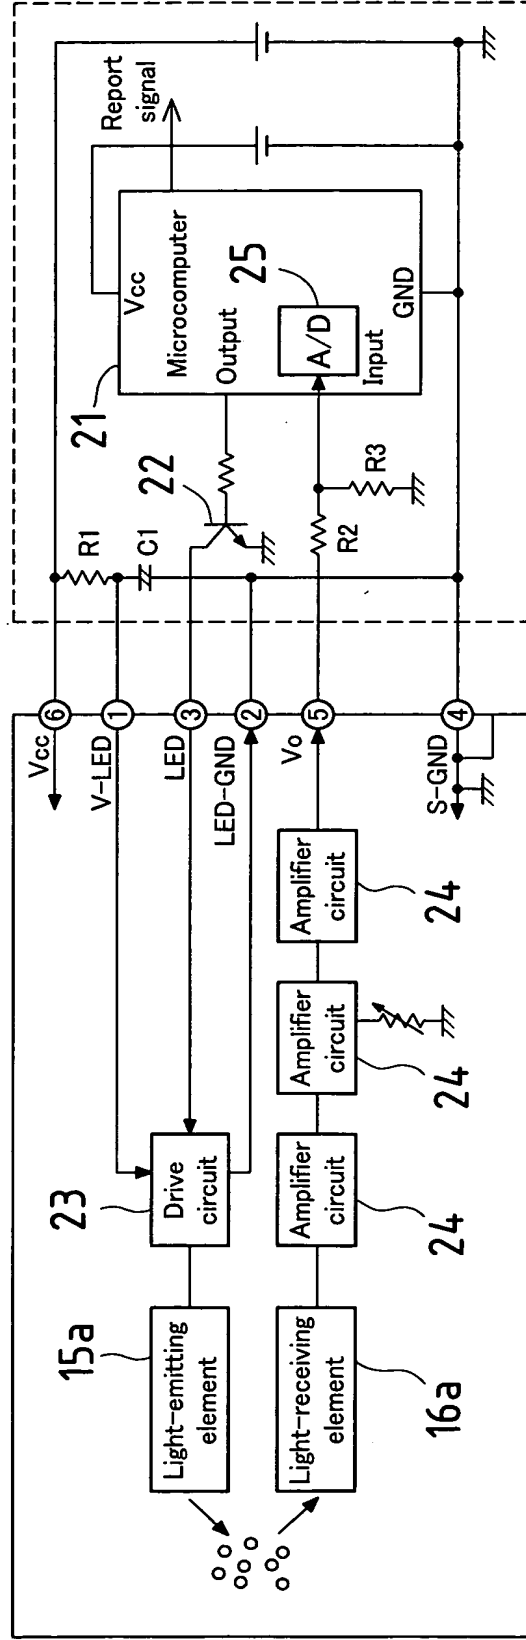 15a
Light-emitting
element
23
Drive
circuit
Light-receiving
element
16a
Amplifier
circuit
24
Amplifier
circuit
24
Amplifier
circuit
24
Vcc
6
V-LED
1
LED
3
LED-GND
2
Vo
5
S-GND
4
R1
C1
22
R2
R3
21
Vcc
Microcomputer
Output
25
A/D
Input
GND
Report
signal